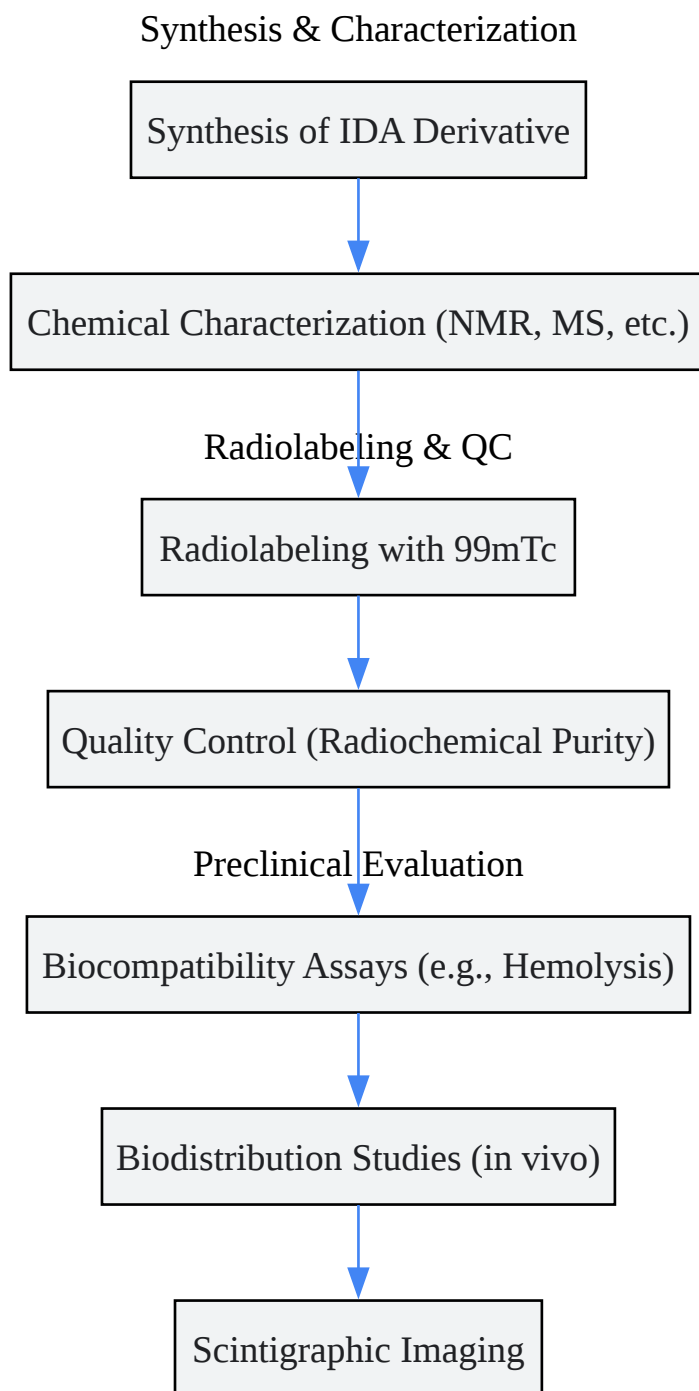 Synthesis & Characterization
Synthesis of IDA Derivative
Chemical Characterization (NMR, MS, etc.)
Radiolabeling & QC
Radiolabeling with 99mTc
Quality Control (Radiochemical Purity)
Preclinical Evaluation
Biocompatibility Assays (e.g., Hemolysis)
Biodistribution Studies (in vivo)
Scintigraphic Imaging